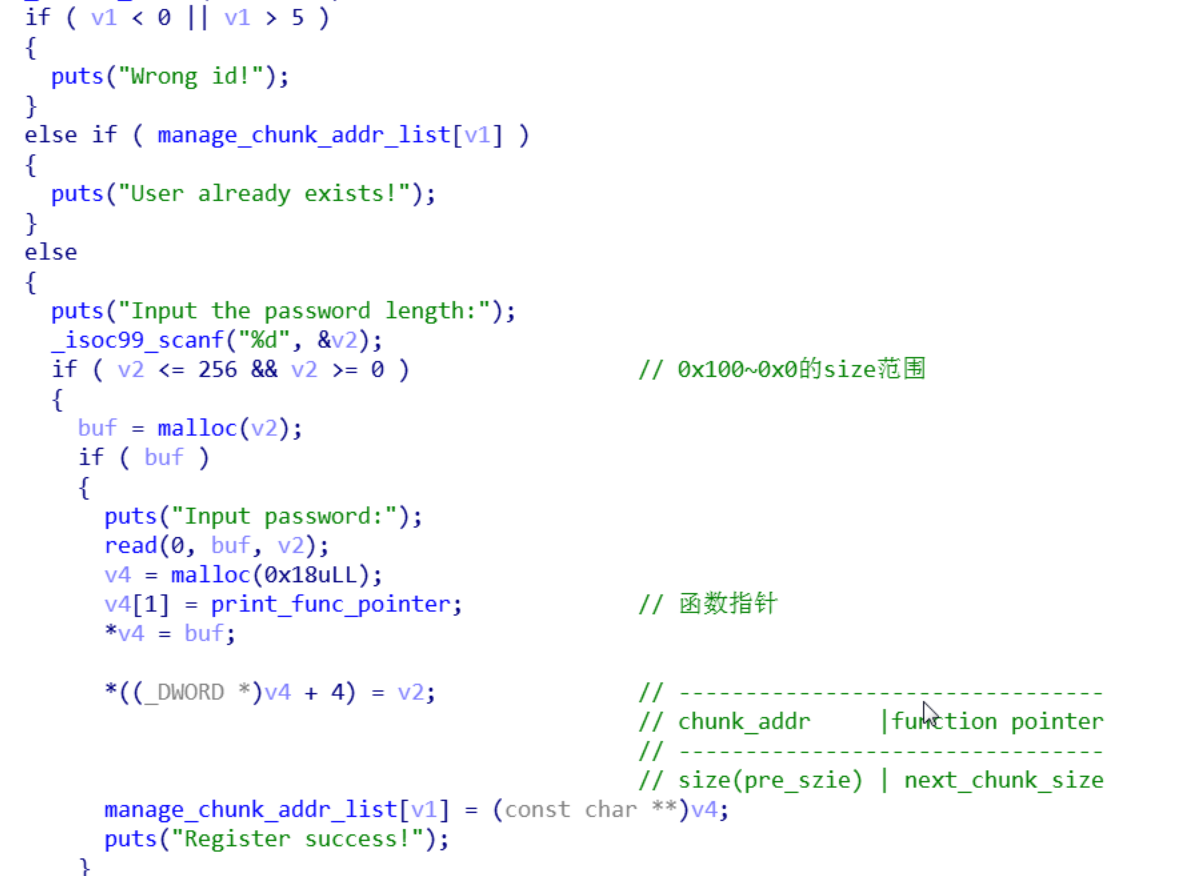 if ( v1 < 0 || v1 > 5 )
{
puts("Wrong id!");
}
else if ( manage_chunk_addr_list[v1] )
{
puts("User already exists!");
}
else
{
puts("Input the password length:");
_isoc99_scanf("%d", &v2);
if ( v2 <= 256 && v2 >= 0 ) // 0x100~0x0的size范围
{
buf = malloc(v2);
if ( buf )
{
puts("Input password:");
read(0, buf, v2);
v4 = malloc(0x18uLL);
v4[1] = print_func_pointer; // 函数指针
*v4 = buf;
*((_DWORD *)v4 + 4) = v2; // --------------------------------
// chunk_addr |function pointer
// --------------------------------
// size(pre_szie) | next_chunk_size
manage_chunk_addr_list[v1] = (const char **)v4;
puts("Register success!");
}